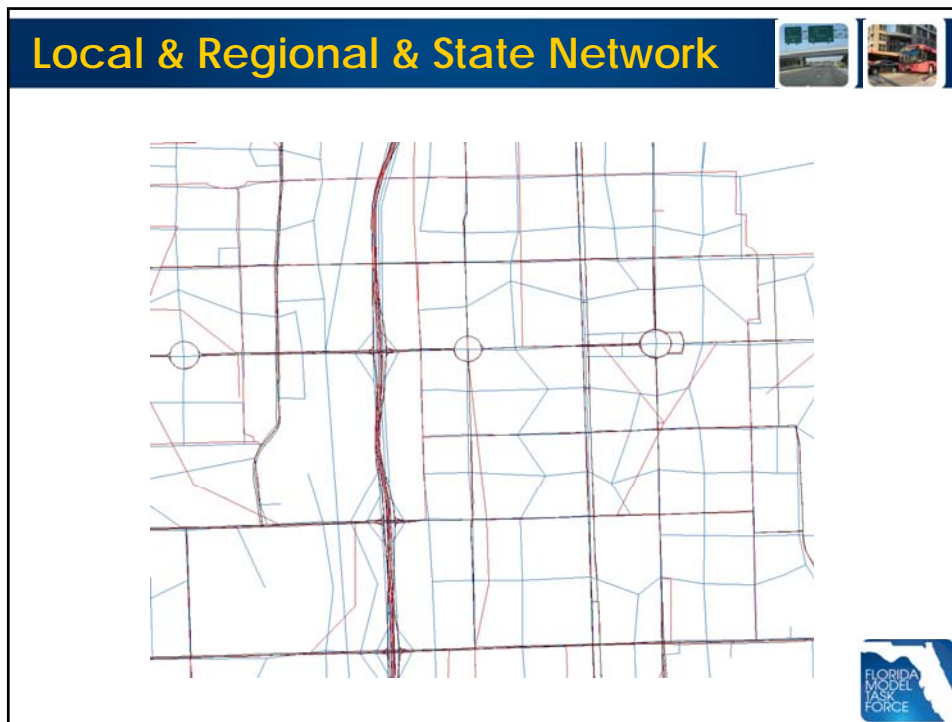 Local & Regional & State Network
FLORIDA
MODEL
TASK
FORCE